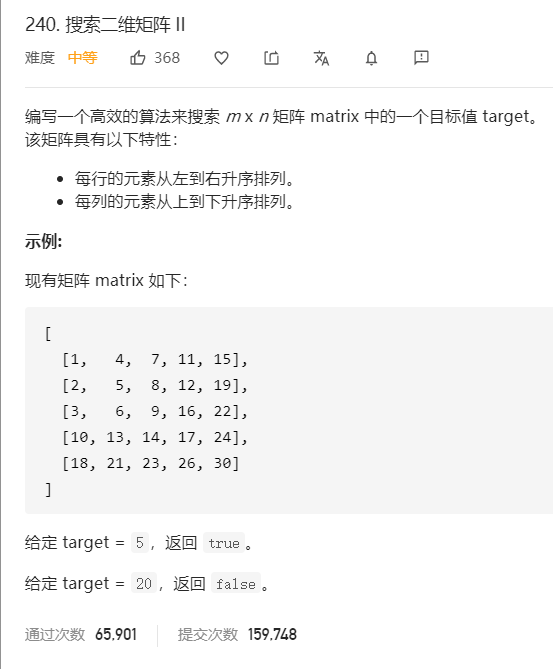 240. 搜索二维矩阵 II
难度 中等 368
编写一个高效的算法来搜索 m x n 矩阵 matrix 中的一个目标值 target。
该矩阵具有以下特性：
• 每行的元素从左到右升序排列。
• 每列的元素从上到下升序排列。
示例:
现有矩阵 matrix 如下：
[
[1, 4, 7, 11, 15],
[2, 5, 8, 12, 19],
[3, 6, 9, 16, 22],
[10, 13, 14, 17, 24],
[18, 21, 23, 26, 30]
]
给定 target = 5，返回 true。
给定 target = 20，返回 false。
通过次数 65,901 提交次数 159,748